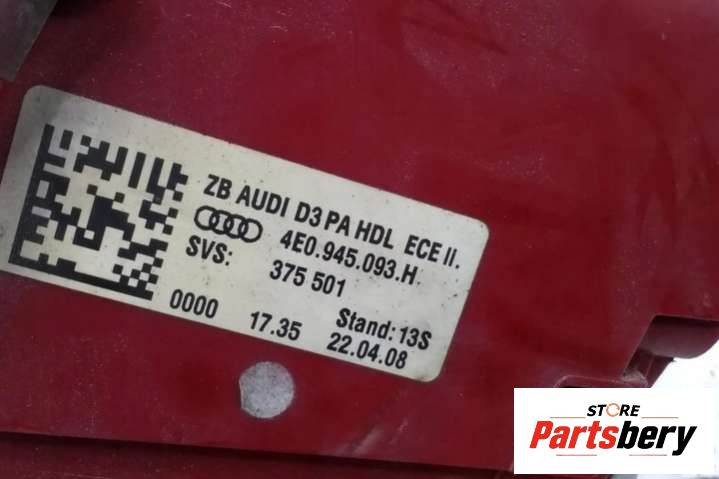 ZB AUDI D3 PA HDL ECE II.
4E0.945.093.H
SVS: 375 501
Stand: 13S
0000 17.35 22.04.08
STORE
Partsbery